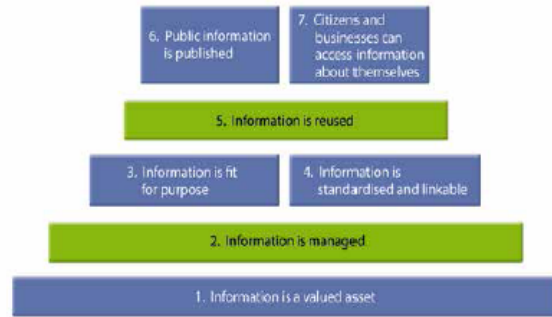 6. Public information
is published
7. Citizens and
businesses can
access information
about themselves
5. Information is reused
3. Information is fit
for purpose
4. Information is
standardised and linkable
2. Information is managed
1. Information is a valued asset